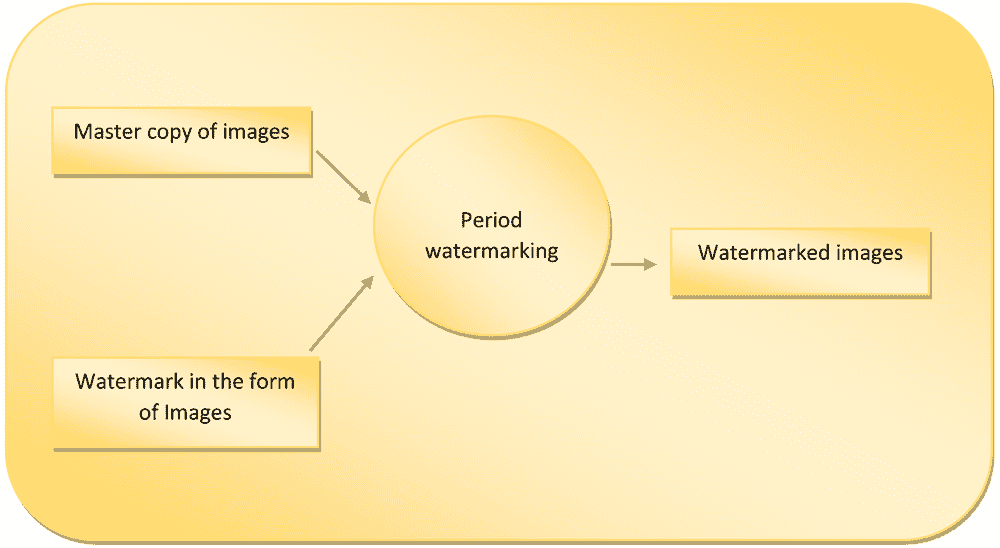 Master copy of images
Period
watermarking
Watermarked images
Watermark in the form
of Images